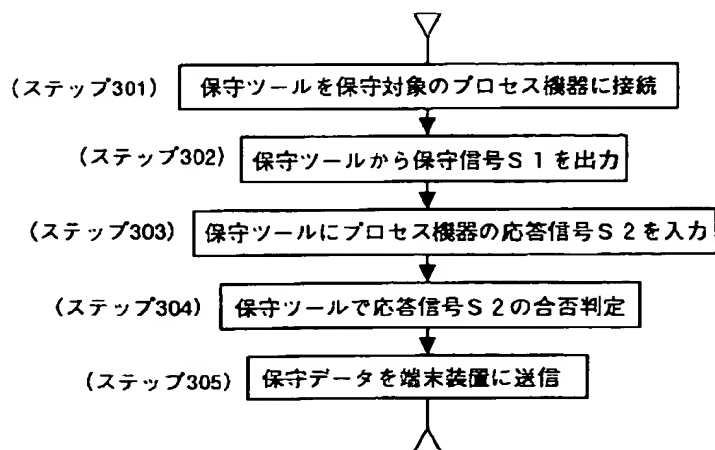 （ステップ301） 保守ツールを保守対象のプロセス機器に接続
（ステップ302） 保守ツールから保守信号Ｓ１を出力
（ステップ303） 保守ツールにプロセス機器の応答信号Ｓ２を入力
（ステップ304） 保守ツールで応答信号Ｓ２の合否判定
（ステップ305） 保守データを端末装置に送信